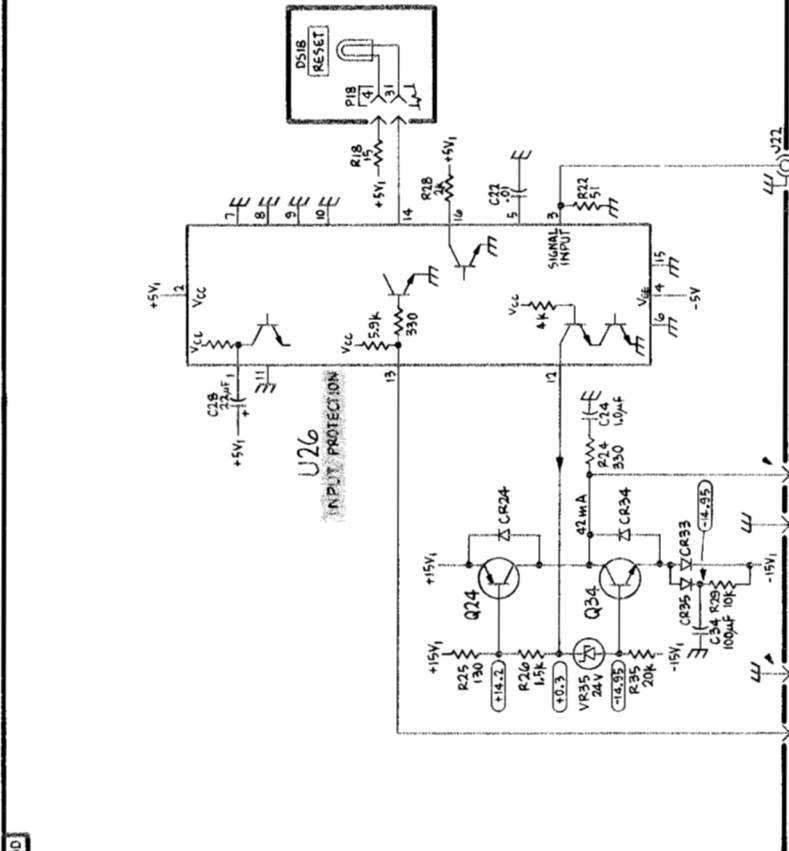 DS18
RESET
P18
4
3
R18
15
+5V1
7
8
9
10
14
R28
2K
+5V1
16
C22
.01
5
3
R22
51
J22
+5V1
2
VCC
SIGNAL
INPUT
VCC
VCC
5.9K
330
VCC
4K
15
VEE
4
-5V
6
1
C28
22µF
+
+5V1
11
13
12
U26
INPUT PROTECTION
C24
1.0µF
R24
330
42mA
CR24
CR34
+15V1
Q24
Q34
CR33
-14.95
CR35
R29
10K
-15V1
C34
100µF
+15V1
R25
130
+14.2
R26
1.5K
+0.3
VR35
24V
-14.95
R35
20K
-15V1